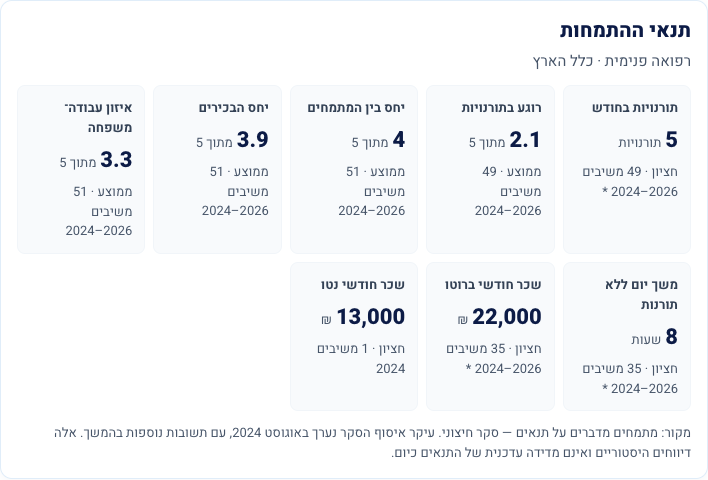 תנאי ההתמחות
רפואה פנימית · כלל הארץ
תורנויות בחודש
5 תורנויות
חציון · 49 משיבים
2024–2026 *
רוגע בתורנויות
2.1 מתוך 5
ממוצע · 49
משיבים
2024–2026
יחס בין המתמחים
4 מתוך 5
ממוצע · 51
משיבים
2024–2026
יחס הבכירים
3.9 מתוך 5
ממוצע · 51
משיבים
2024–2026
איזון עבודה־
משפחה
3.3 מתוך 5
ממוצע · 51
משיבים
2024–2026
משך יום ללא
תורנות
8 שעות
חציון · 35 משיבים
2024–2026 *
שכר חודשי ברוטו
22,000 ₪
חציון · 35 משיבים
2024–2026 *
שכר חודשי נטו
13,000 ₪
חציון · 1 משיבים
2024
מקור: מתמחים מדברים על תנאים — סקר חיצוני. עיקר איסוף הסקר נערך באוגוסט 2024, עם תשובות נוספות בהמשך. אלה
דיווחים היסטוריים ואינם מדידה עדכנית של התנאים כיום.